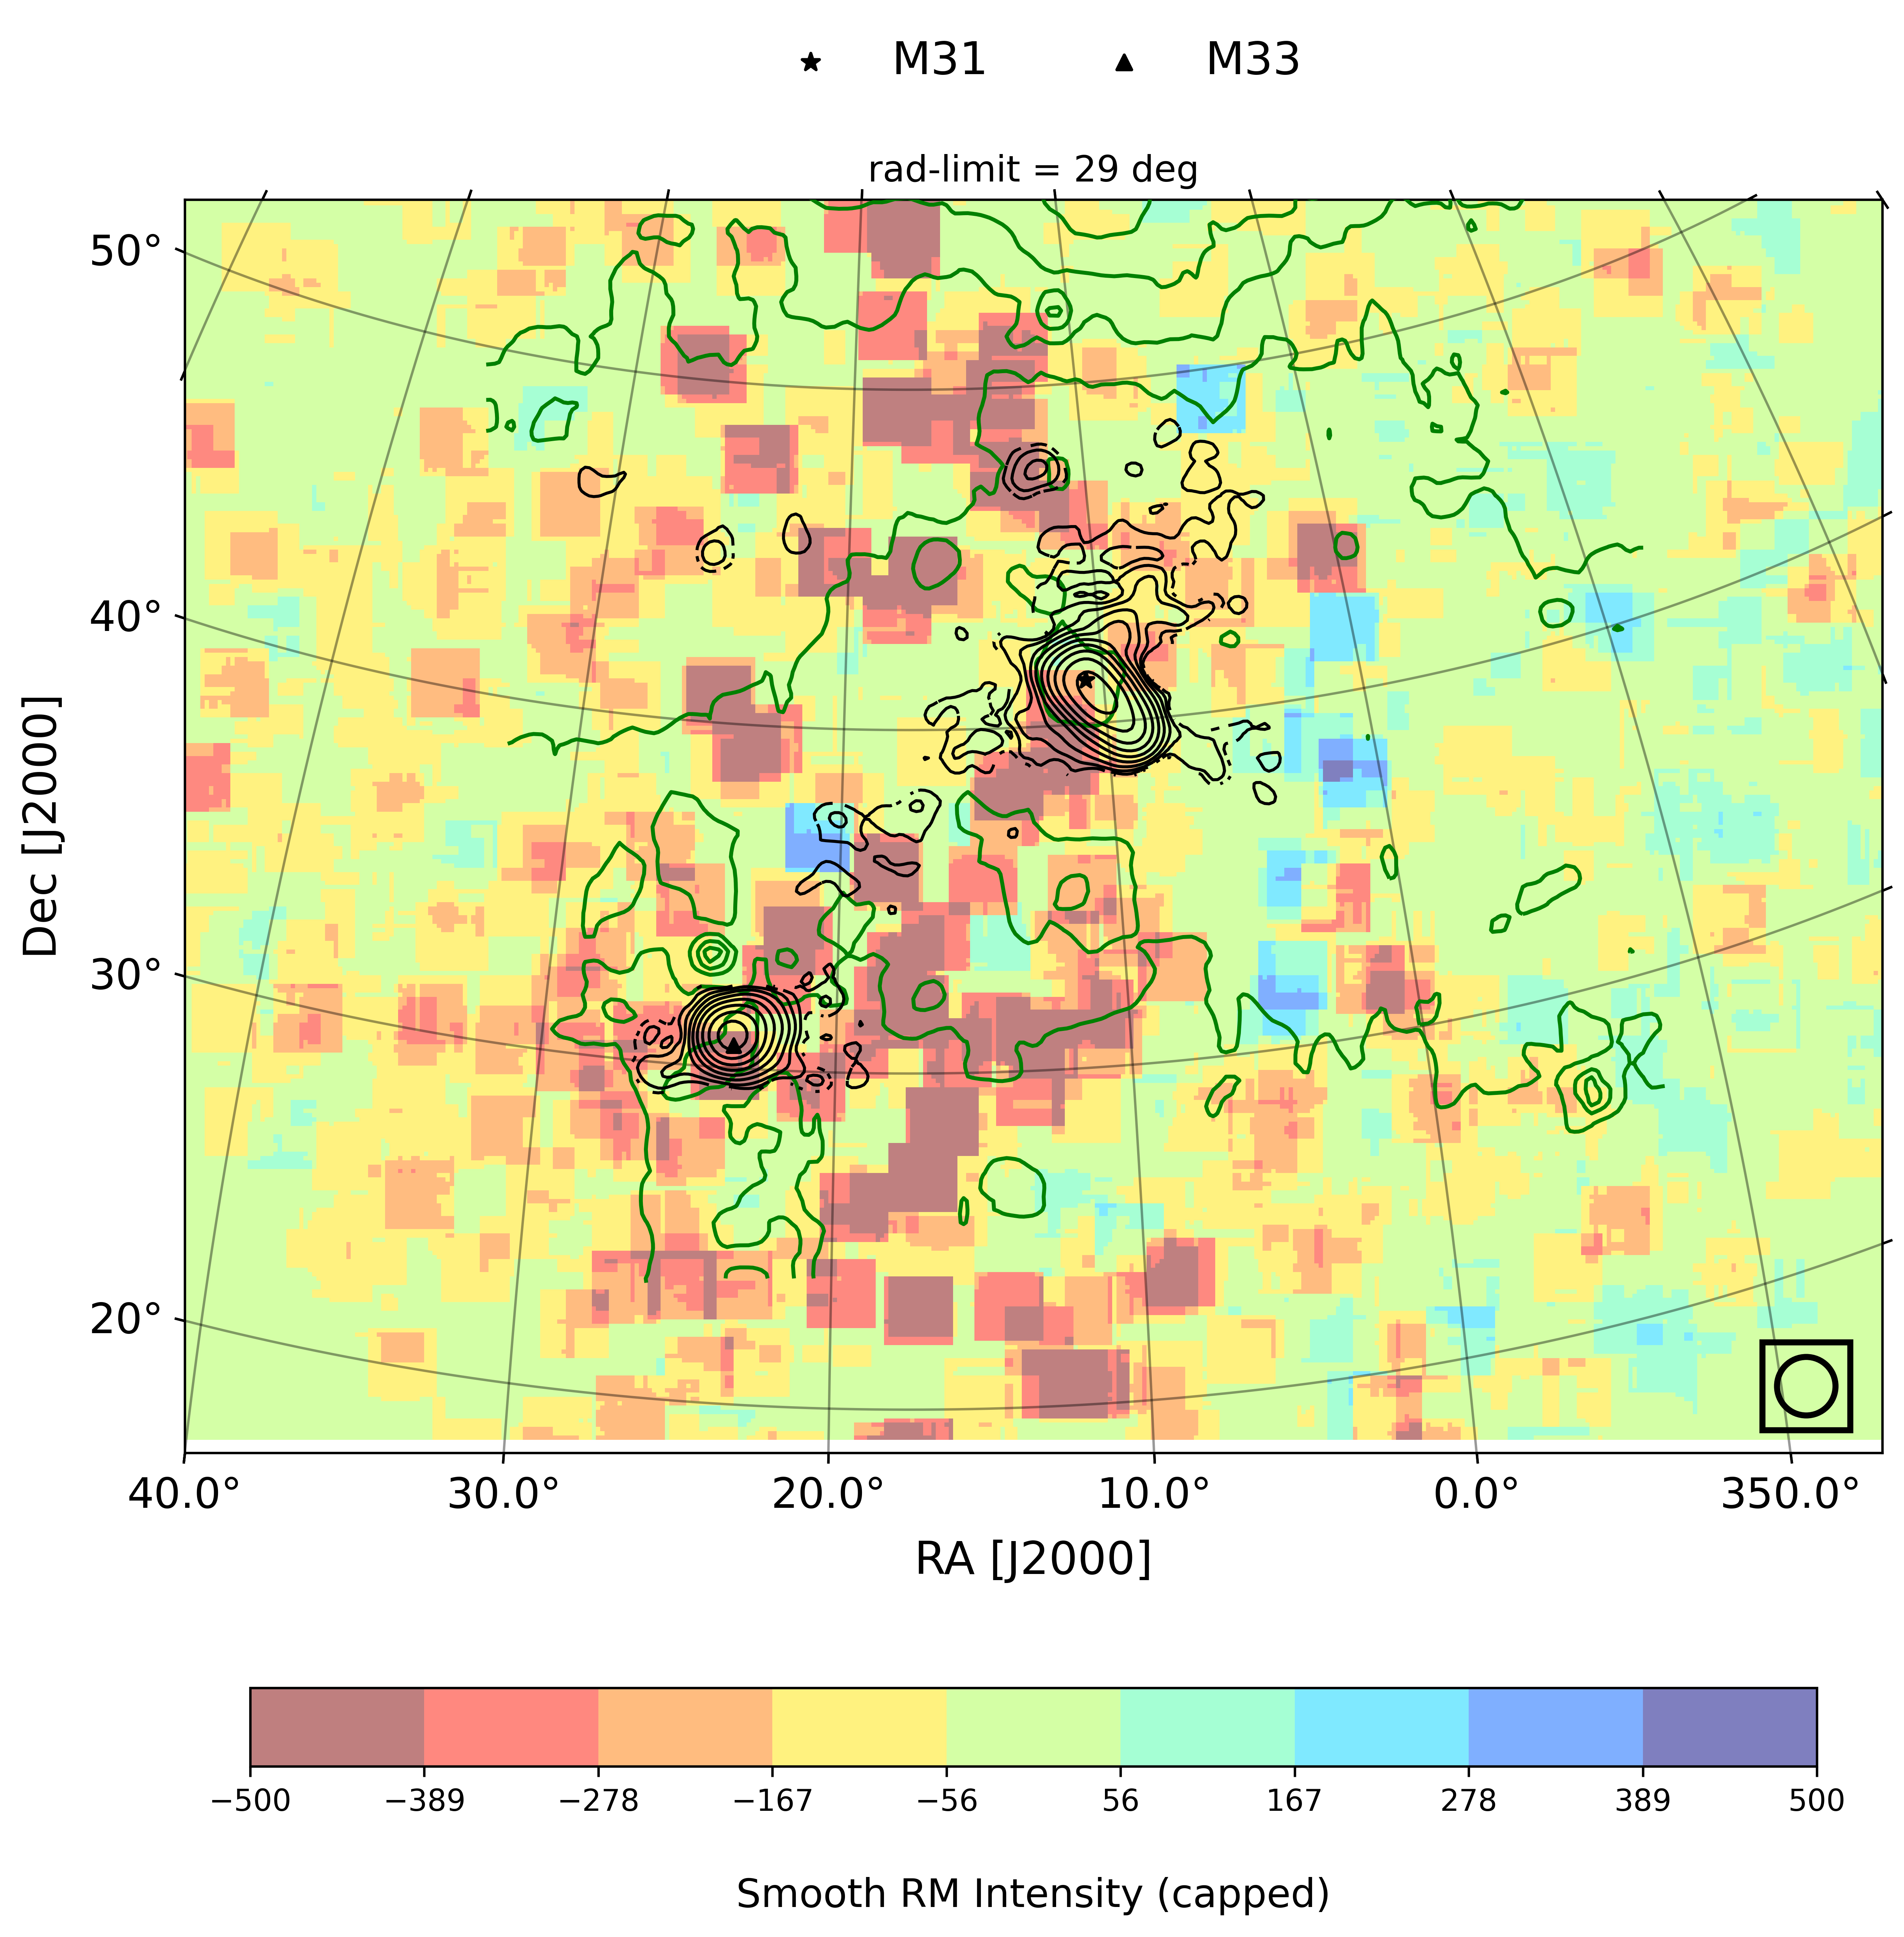 M31 M33
rad-limit = 29 deg
50°
40°
30°
20°
Dec [J2000]
40.0° 30.0° 20.0° 10.0° 0.0° 350.0°
RA [J2000]
−500 −389 −278 −167 −56 56 167 278 389 500
Smooth RM Intensity (capped)